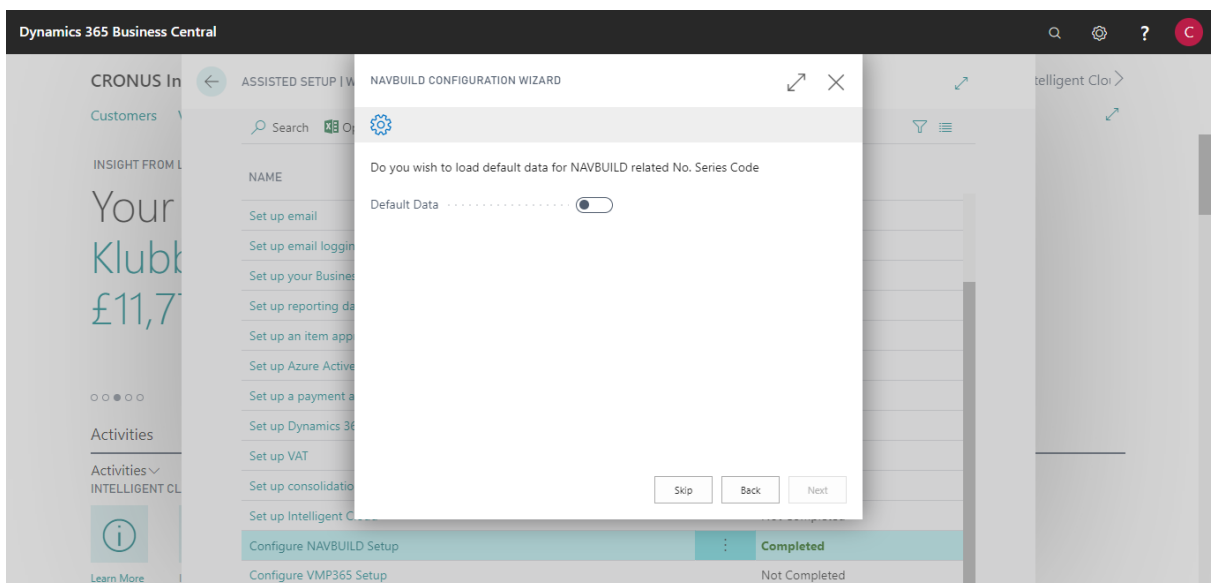 Dynamics 365 Business Central
?
C
CRONUS In
ASSISTED SETUP | W
NAVBUILD CONFIGURATION WIZARD
telligent Clou
Customers
Search
Do you wish to load default data for NAVBUILD related No. Series Code
INSIGHT FROM L
NAME
Default Data
Your
Klubb
£11,7
Set up email
Set up email loggin
Set up your Busines
Set up reporting da
Set up an item app
Set up Azure Active
Set up a payment a
Set up Dynamics 36
Set up VAT
Set up consolidatio
Set up Intelligent C
Activities
Activities
INTELLIGENT CL
Skip
Back
Next
Configure NAVBUILD Setup
Completed
Learn More
Configure VMP365 Setup
Not Completed